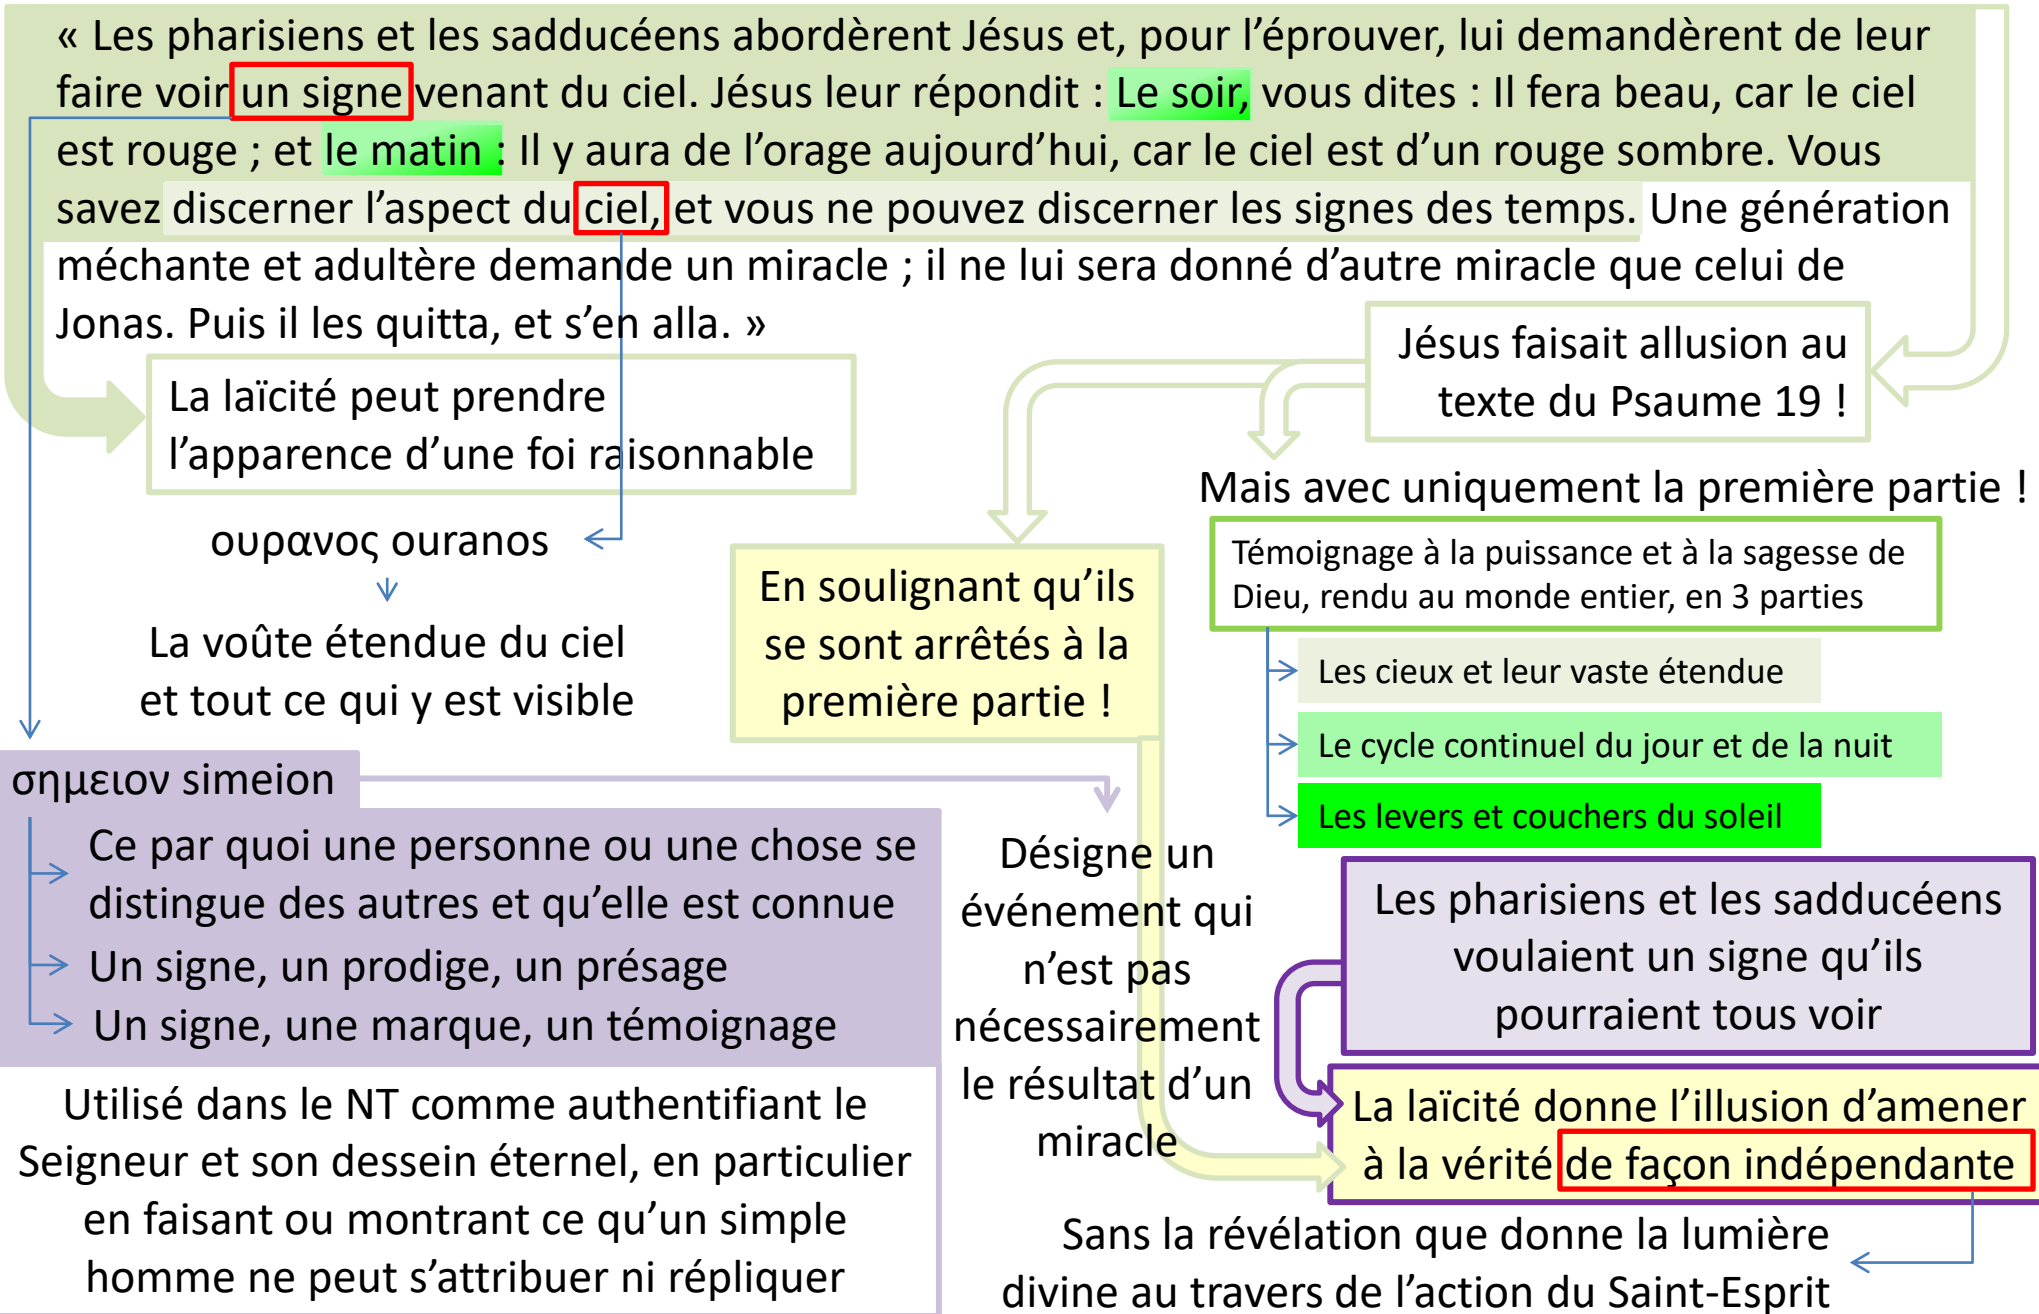 « Les pharisiens et les sadducéens abordèrent Jésus et, pour l’éprouver, lui demandèrent de leur
faire voir un signe venant du ciel. Jésus leur répondit : Le soir, vous dites : Il fera beau, car le ciel
est rouge ; et le matin : Il y aura de l’orage aujourd’hui, car le ciel est d’un rouge sombre. Vous
savez discerner l’aspect du ciel, et vous ne pouvez discerner les signes des temps. Une génération
méchante et adultère demande un miracle ; il ne lui sera donné d’autre miracle que celui de
Jonas. Puis il les quitta, et s’en alla. »
Jésus faisait allusion au
texte du Psaume 19 !
La laïcité peut prendre
l’apparence d’une foi raisonnable
Mais avec uniquement la première partie !
Témoignage à la puissance et à la sagesse de
Dieu, rendu au monde entier, en 3 parties
Les cieux et leur vaste étendue
Le cycle continuel du jour et de la nuit
Les levers et couchers du soleil
ουρανος ouranos
La voûte étendue du ciel
et tout ce qui y est visible
En soulignant qu’ils
se sont arrêtés à la
première partie !
σημειον simeion
Ce par quoi une personne ou une chose se
distingue des autres et qu’elle est connue
Un signe, un prodige, un présage
Un signe, une marque, un témoignage
Utilisé dans le NT comme authentifiant le
Seigneur et son dessein éternel, en particulier
en faisant ou montrant ce qu’un simple
homme ne peut s’attribuer ni répliquer
Désigne un
événement qui
n’est pas
nécessairement
le résultat d’un
miracle
Les pharisiens et les sadducéens
voulaient un signe qu’ils
pourraient tous voir
La laïcité donne l’illusion d’amener
à la vérité de façon indépendante
Sans la révélation que donne la lumière
divine au travers de l’action du Saint-Esprit